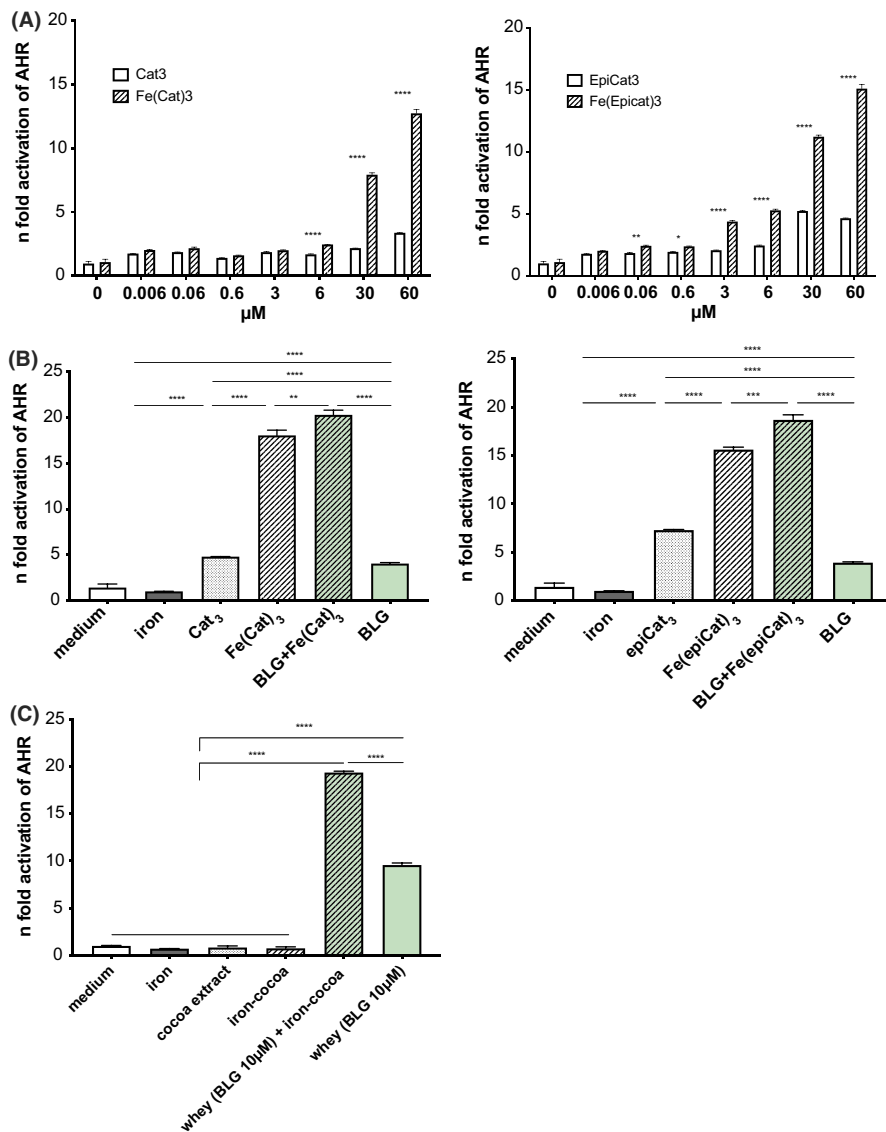 (A)
n fold activation of AHR
20
15
10
5
0
Cat3
Fe(Cat)3
****
****
****
0 0.006 0.06 0.6 3 6 30 60
µM
n fold activation of AHR
20
15
10
5
0
EpiCat3
Fe(Epicat)3
**
*
****
****
****
****
0 0.006 0.06 0.6 3 6 30 60
µM
(B)
n fold activation of AHR
25
20
15
10
5
0
****
****
**** **** ** ****
medium
iron
Cat 3
Fe(Cat) 3
BLG+Fe(Cat) 3
BLG
n fold activation of AHR
25
20
15
10
5
0
****
****
**** **** *** ****
medium
iron
epiCat 3
Fe(epiCat) 3
BLG+Fe(epiCat) 3
BLG
(C)
n fold activation of AHR
25
20
15
10
5
0
****
**** ****
medium
iron
cocoa extract
iron-cocoa
whey (BLG 10µM) + iron-cocoa
whey (BLG 10µM)